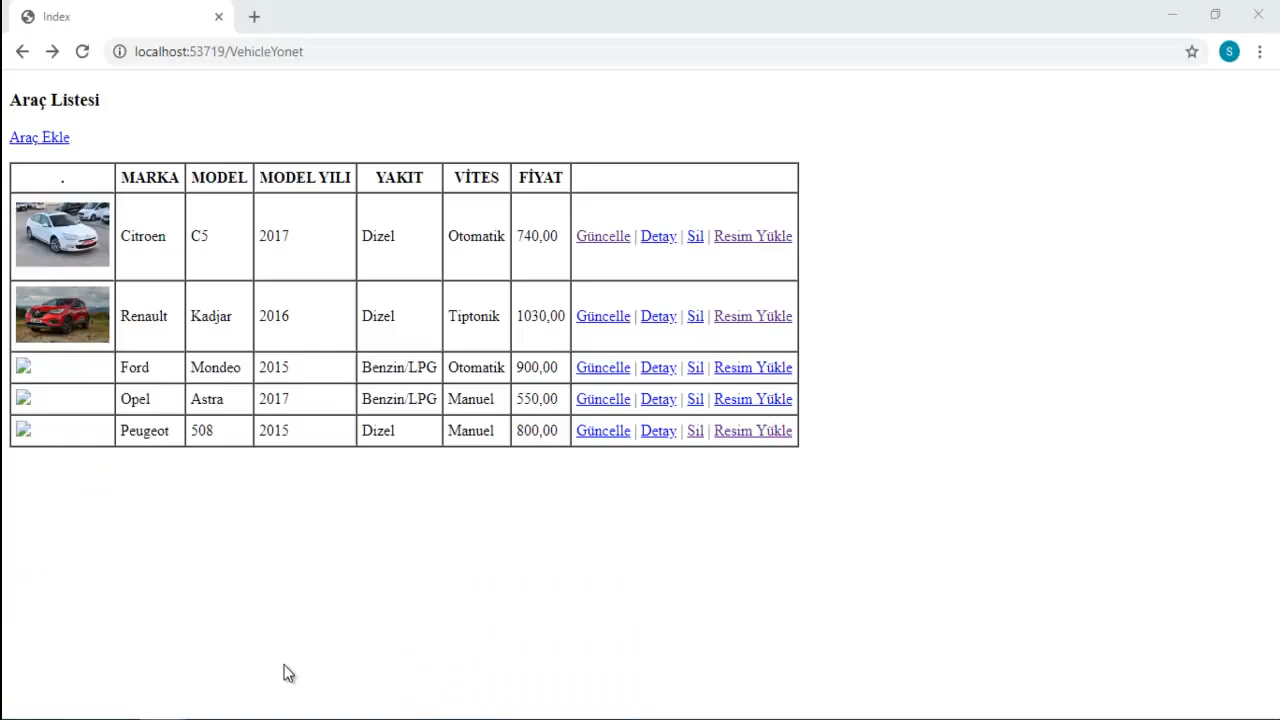 Index
localhost:53719/VehicleYonet
S
Araç Listesi
Araç Ekle
. MARKA MODEL MODEL YILI YAKIT VİTES FİYAT
Citroen C5 2017 Dizel Otomatik 740,00 Güncelle | Detay | Sil | Resim Yükle
Renault Kadjar 2016 Dizel Tiptonik 1030,00 Güncelle | Detay | Sil | Resim Yükle
Ford Mondeo 2015 Benzin/LPG Otomatik 900,00 Güncelle | Detay | Sil | Resim Yükle
Opel Astra 2017 Benzin/LPG Manuel 550,00 Güncelle | Detay | Sil | Resim Yükle
Peugeot 508 2015 Dizel Manuel 800,00 Güncelle | Detay | Sil | Resim Yükle